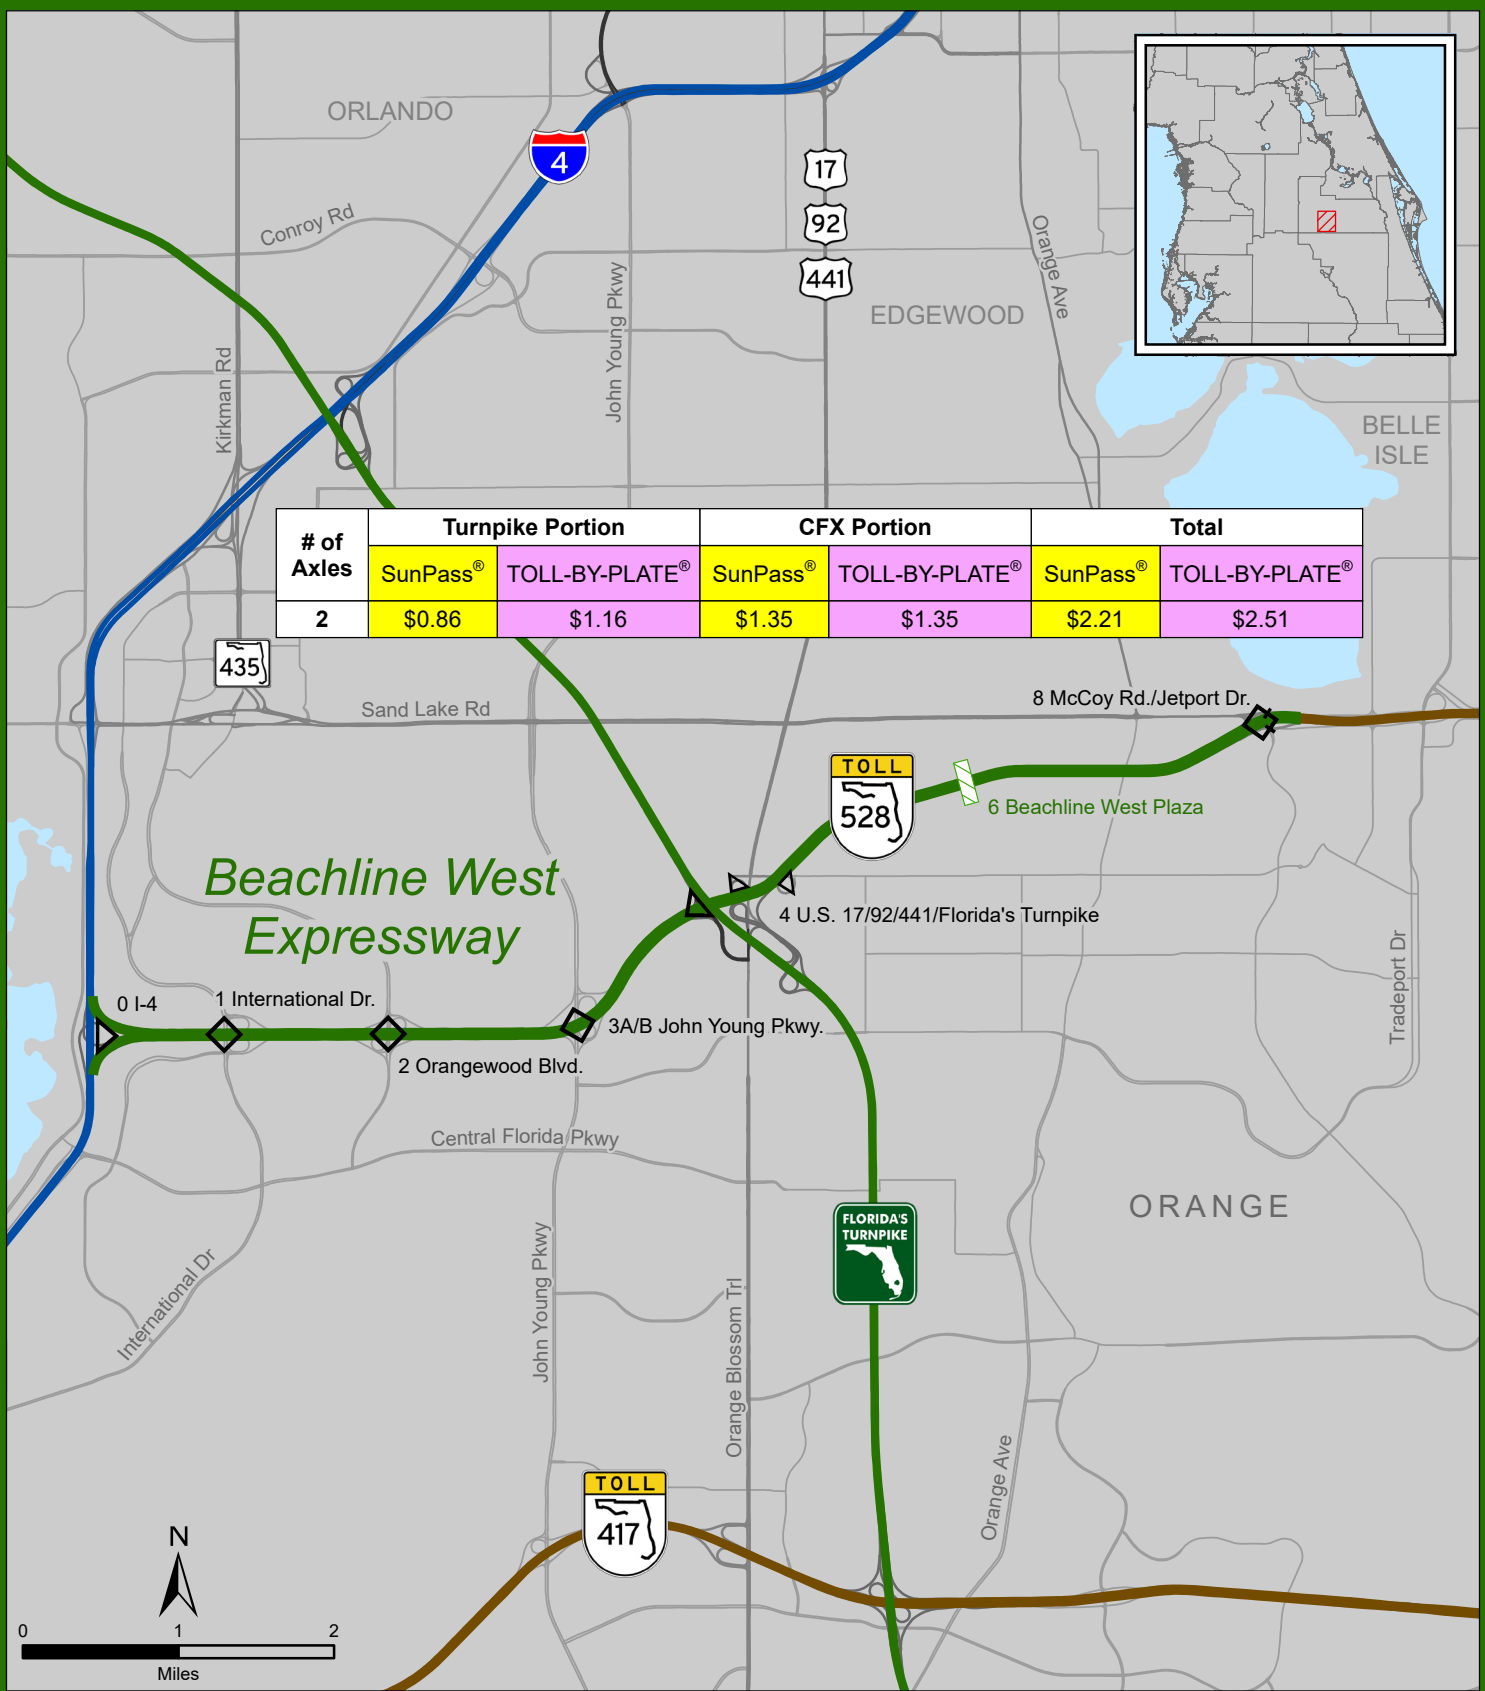 ORLANDO
4
17
92
441
Conroy Rd
Orange Ave
EDGEWOOD
John Young Pkwy
Kirkman Rd
BELLE
ISLE
# of
Axles
Turnpike Portion
CFX Portion
Total
SunPass® TOLL-BY-PLATE® SunPass® TOLL-BY-PLATE® SunPass® TOLL-BY-PLATE®
2 $0.86 $1.16 $1.35 $1.35 $2.21 $2.51
435
Sand Lake Rd
8 McCoy Rd./Jetport Dr.
TOLL
528
6 Beachline West Plaza
Beachline West
Expressway
4 U.S. 17/92/441/Florida's Turnpike
Tradeport Dr
0 I-4
1 International Dr.
3A/B John Young Pkwy.
2 Orangewood Blvd.
Central Florida Pkwy
ORANGE
FLORIDA'S
TURNPIKE
International Dr
John Young Pkwy
Orange Blossom Trl
Orange Ave
TOLL
417
N
0 1 2
Miles